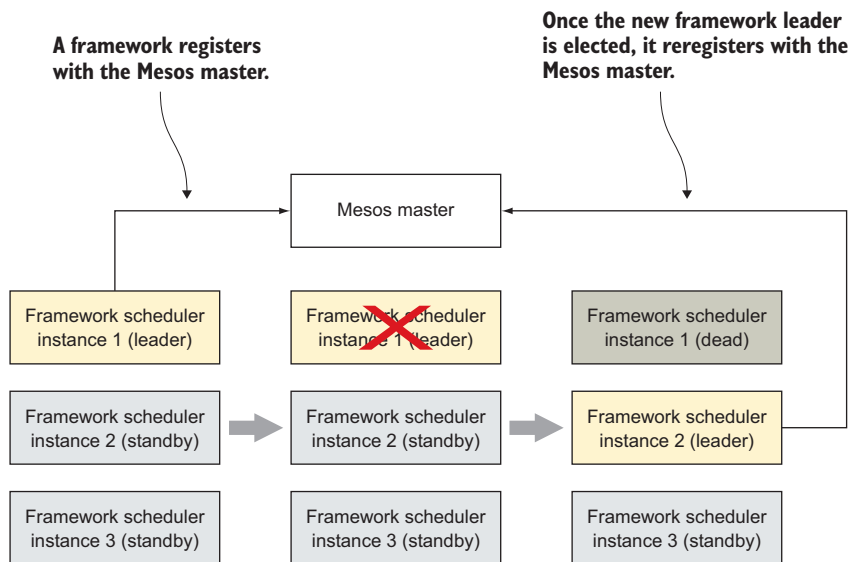 A framework registers
with the Mesos master.
Once the new framework leader
is elected, it reregisters with the
Mesos master.
Mesos master
Framework scheduler
instance 1 (leader)
Framework scheduler
instance 1 (leader)
Framework scheduler
instance 1 (dead)
Framework scheduler
instance 2 (standby)
Framework scheduler
instance 2 (standby)
Framework scheduler
instance 2 (leader)
Framework scheduler
instance 3 (standby)
Framework scheduler
instance 3 (standby)
Framework scheduler
instance 3 (standby)